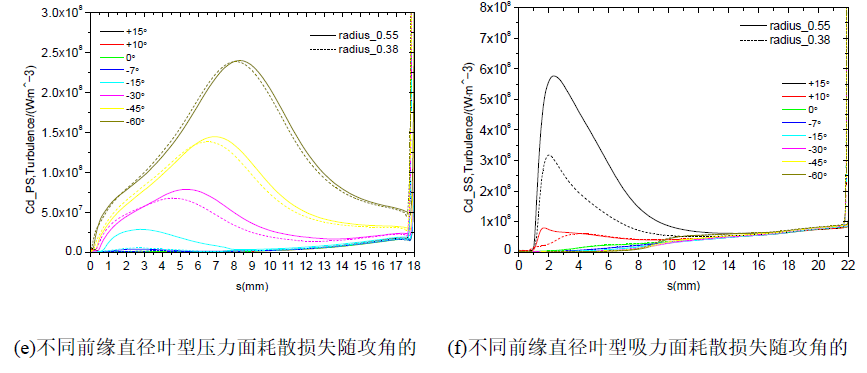 3.0x10⁸
2.5x10⁸
2.0x10⁸
1.5x10⁸
1.0x10⁸
5.0x10⁷
0.0
Cd_PS,Turbulence/(W·m^−3)
+15°
+10°
0°
-7°
-15°
-30°
-45°
-60°
radius_0.55
radius_0.38
0 1 2 3 4 5 6 7 8 9 10 11 12 13 14 15 16 17 18
s(mm)
8x10⁸
7x10⁸
6x10⁸
5x10⁸
4x10⁸
3x10⁸
2x10⁸
1x10⁸
0
Cd_SS,Turbulence/(W·m^−3)
radius_0.55
radius_0.38
+15°
+10°
0°
-7°
-15°
-30°
-45°
-60°
0 2 4 6 8 10 12 14 16 18 20 22
s(mm)
(e)不同前缘直径叶型压力面耗散损失随攻角的
(f)不同前缘直径叶型吸力面耗散损失随攻角的